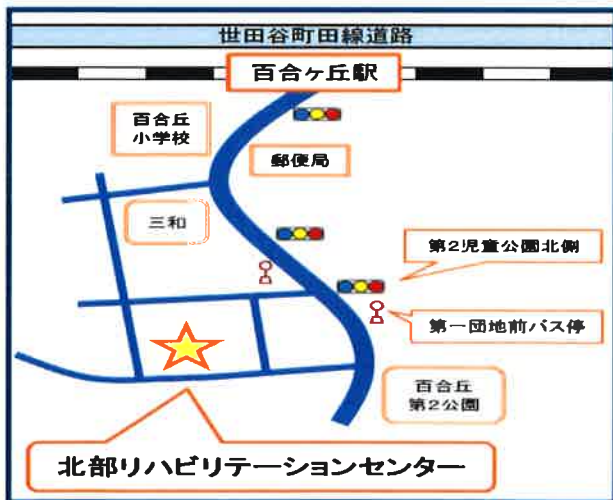 世田谷町田線道路
百合ヶ丘駅
百合丘
小学校
郵便局
三和
第2児童公園北側
第一団地前バス停
百合丘
第2公園
北部リハビリテーションセンター